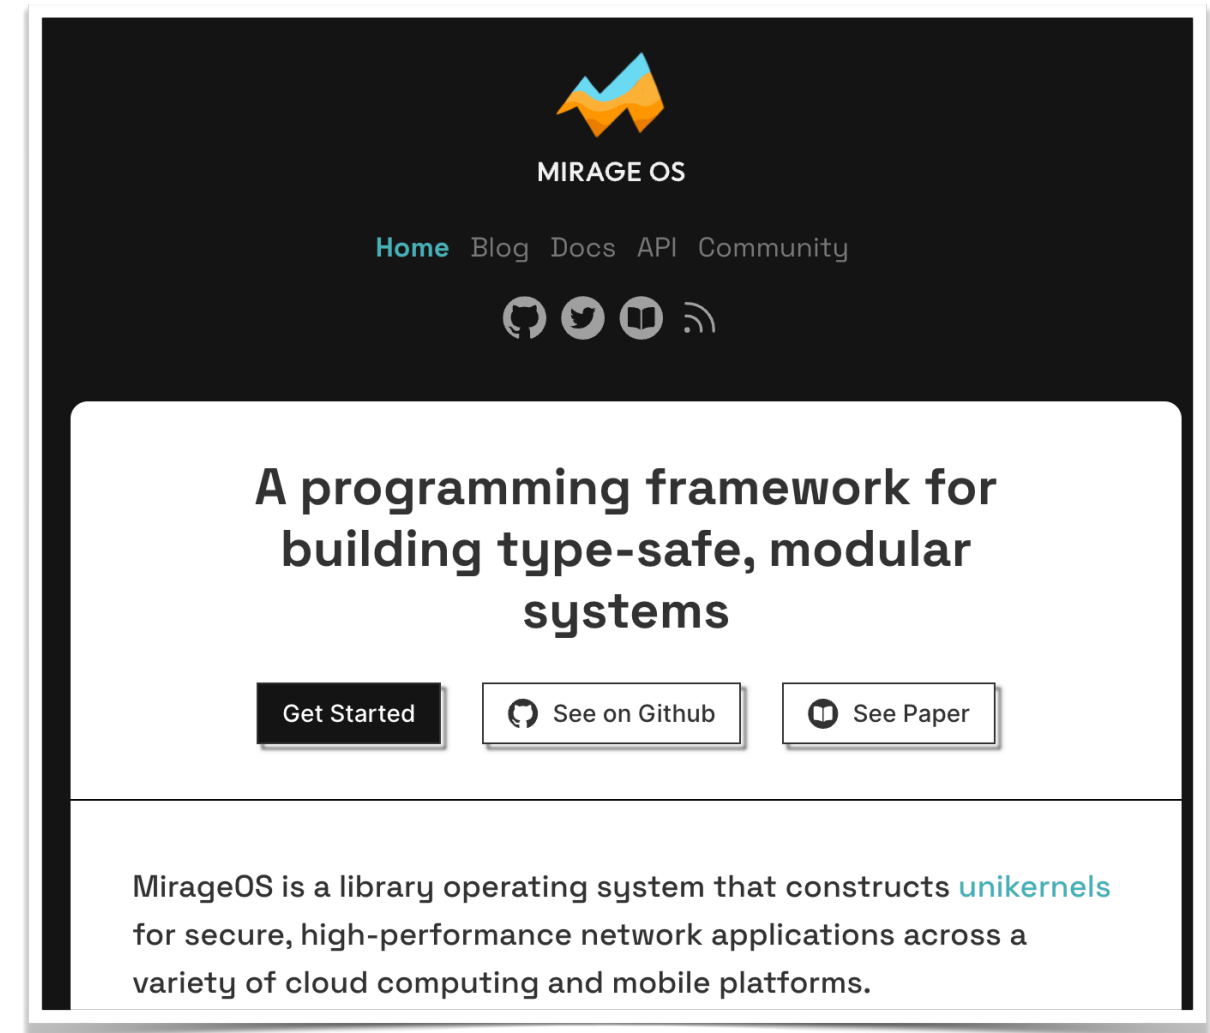 MIRAGE OS
Home Blog Docs API Community
A programming framework for
building type-safe, modular
systems
Get Started See on Github See Paper
MirageOS is a library operating system that constructs unikernels
for secure, high-performance network applications across a
variety of cloud computing and mobile platforms.